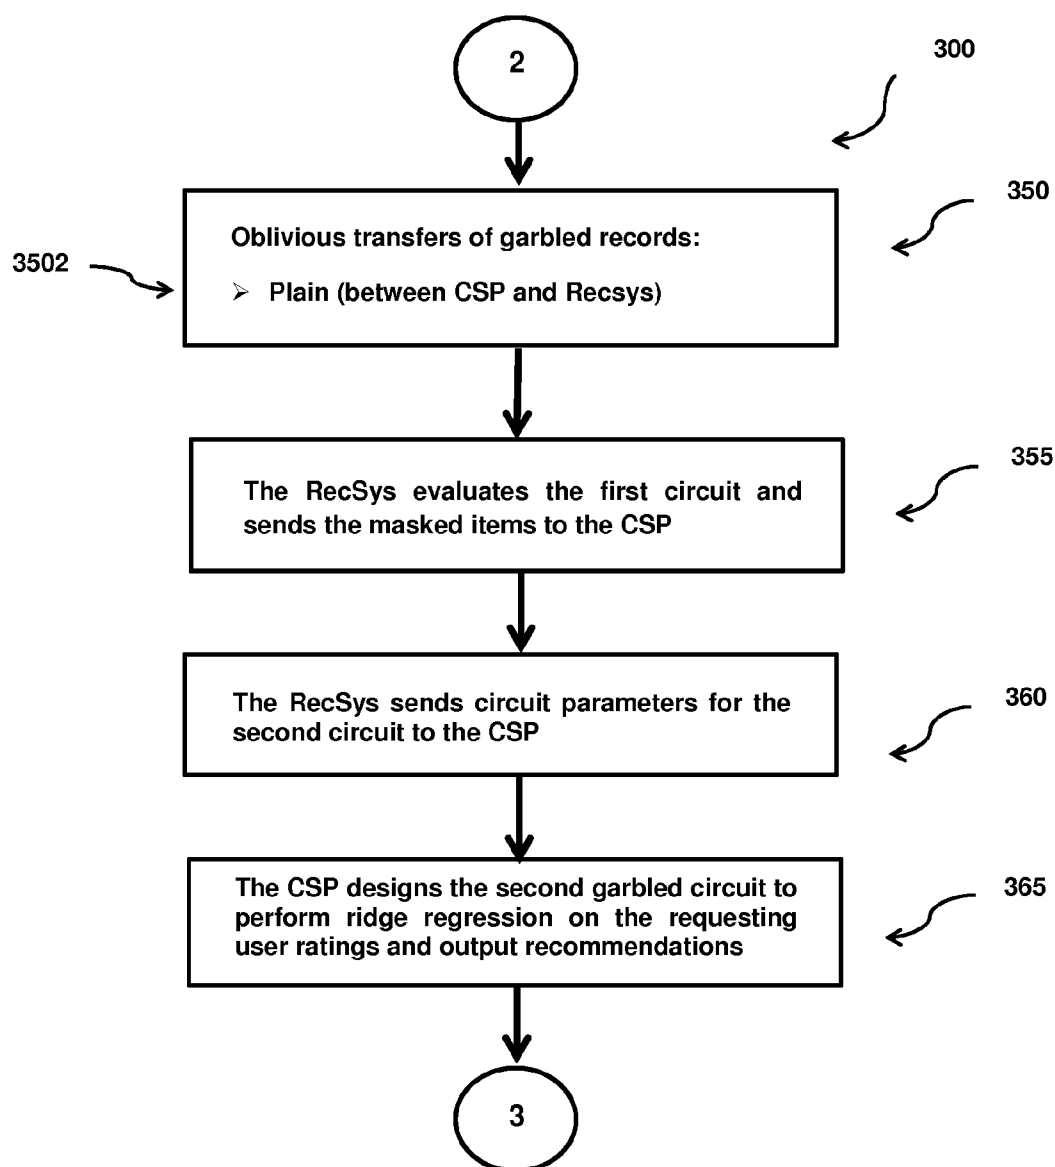 2
300
350
Oblivious transfers of garbled records:
3502
➢ Plain (between CSP and Recsys)
355
The RecSys evaluates the first circuit and
sends the masked items to the CSP
360
The RecSys sends circuit parameters for the
second circuit to the CSP
365
The CSP designs the second garbled circuit to
perform ridge regression on the requesting
user ratings and output recommendations
3